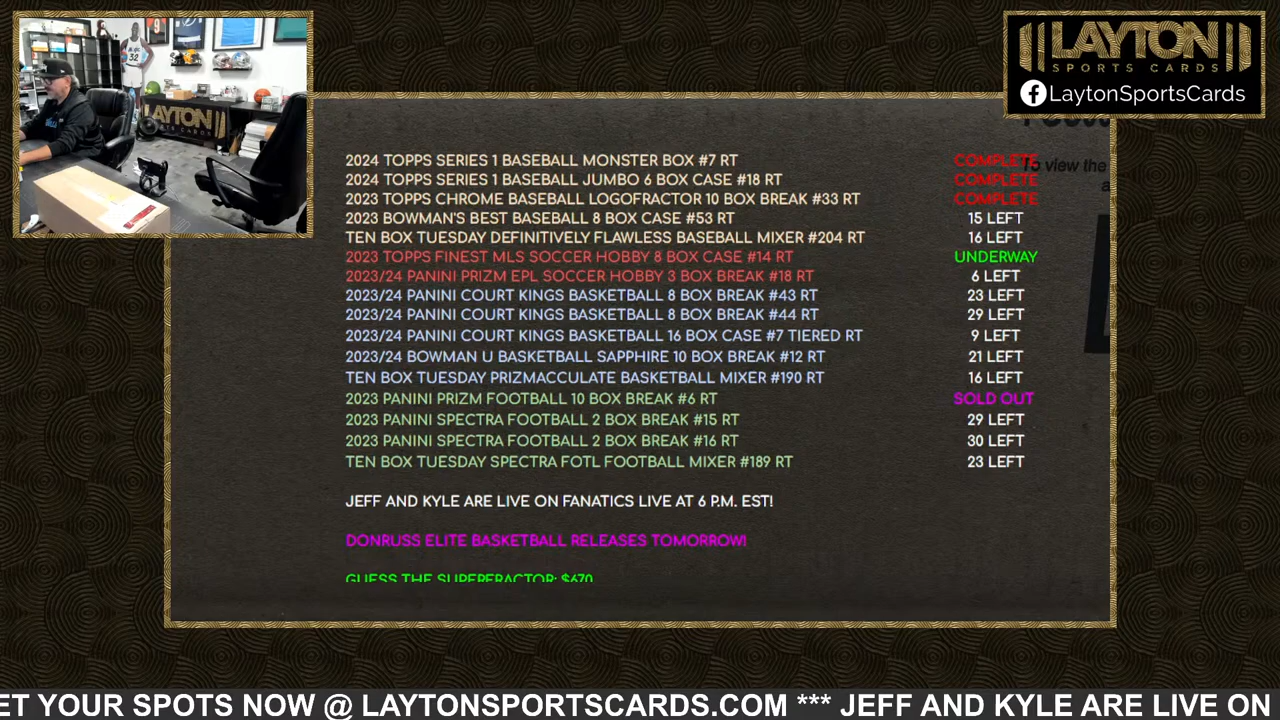 LAYTON
SPORTS CARDS
LaytonSportsCards
To view the
2024 TOPPS SERIES 1 BASEBALL MONSTER BOX #7 RT COMPLETE
2024 TOPPS SERIES 1 BASEBALL JUMBO 6 BOX CASE #18 RT COMPLETE
2023 TOPPS CHROME BASEBALL LOGOFRACTOR 10 BOX BREAK #33 RT COMPLETE
2023 BOWMAN'S BEST BASEBALL 8 BOX CASE #53 RT 15 LEFT
TEN BOX TUESDAY DEFINITIVELY FLAWLESS BASEBALL MIXER #204 RT 16 LEFT
2023 TOPPS FINEST MLS SOCCER HOBBY 8 BOX CASE #14 RT UNDERWAY
2023/24 PANINI PRIZM EPL SOCCER HOBBY 3 BOX BREAK #18 RT 6 LEFT
2023/24 PANINI COURT KINGS BASKETBALL 8 BOX BREAK #43 RT 23 LEFT
2023/24 PANINI COURT KINGS BASKETBALL 8 BOX BREAK #44 RT 29 LEFT
2023/24 PANINI COURT KINGS BASKETBALL 16 BOX CASE #7 TIERED RT 9 LEFT
2023/24 BOWMAN U BASKETBALL SAPPHIRE 10 BOX BREAK #12 RT 21 LEFT
TEN BOX TUESDAY PRIZMACCULATE BASKETBALL MIXER #190 RT 16 LEFT
2023 PANINI PRIZM FOOTBALL 10 BOX BREAK #6 RT SOLD OUT
2023 PANINI SPECTRA FOOTBALL 2 BOX BREAK #15 RT 29 LEFT
2023 PANINI SPECTRA FOOTBALL 2 BOX BREAK #16 RT 30 LEFT
TEN BOX TUESDAY SPECTRA FOTL FOOTBALL MIXER #189 RT 23 LEFT
JEFF AND KYLE ARE LIVE ON FANATICS LIVE AT 6 P.M. EST!
DONRUSS ELITE BASKETBALL RELEASES TOMORROW!
GUESS THE SUPERFRACTOR: $670
ET YOUR SPOTS NOW @ LAYTONSPORTSCARDS.COM *** JEFF AND KYLE ARE LIVE ON
LAYTON
SPORTS CARDS
32